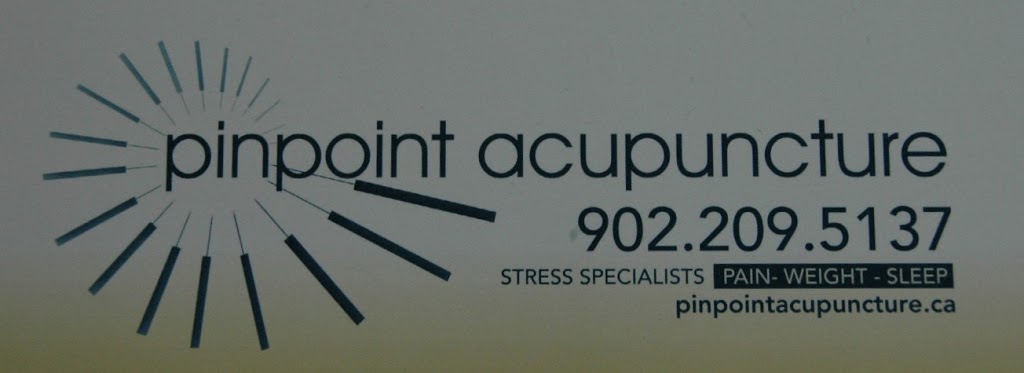 pinpoint acupuncture
902.209.5137
STRESS SPECIALISTS PAIN- WEIGHT - SLEEP
pinpointacupuncture.ca